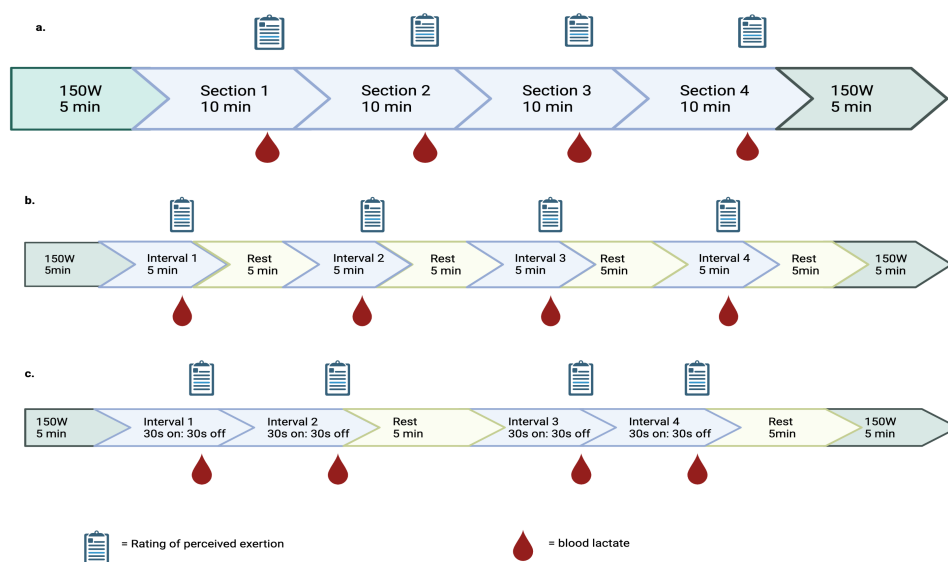 a.
150W
5 min
Section 1
10 min
Section 2
10 min
Section 3
10 min
Section 4
10 min
150W
5 min
b.
150W
5min
Interval 1
5 min
Rest
5 min
Interval 2
5 min
Rest
5 min
Interval 3
5 min
Rest
5min
Interval 4
5 min
Rest
5min
150W
5 min
c.
150W
5 min
Interval 1
30s on: 30s off
Interval 2
30s on: 30s off
Rest
5 min
Interval 3
30s on: 30s off
Interval 4
30s on: 30s off
Rest
5min
150W
5 min
= Rating of perceived exertion
= blood lactate